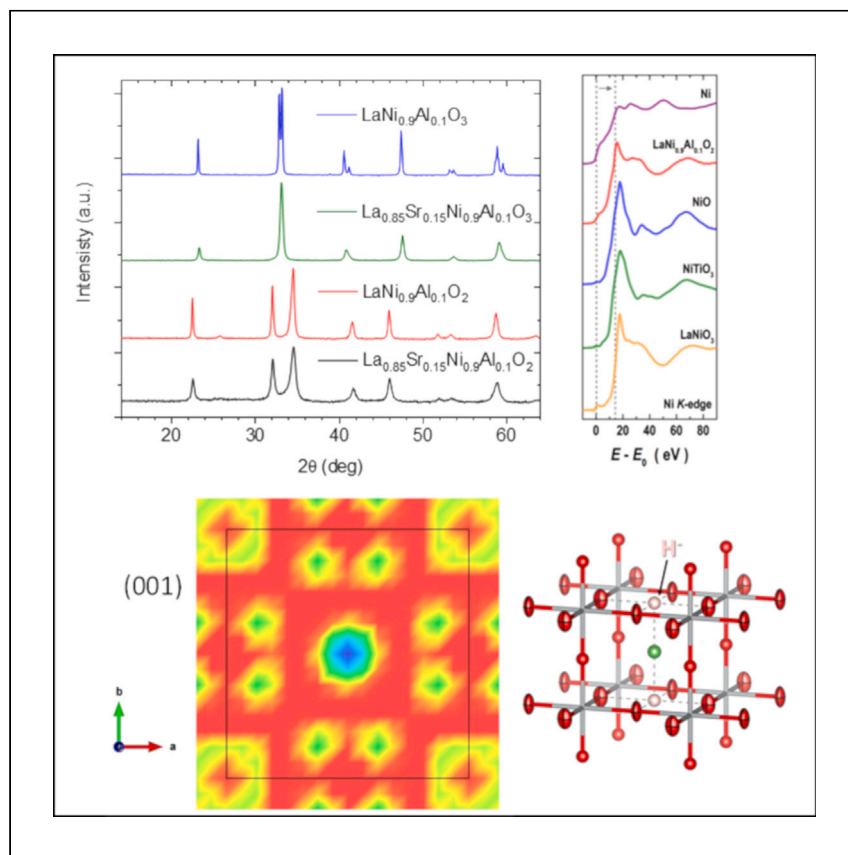 Intensisty (a.u.)
LaNi0.9Al0.1O3
La0.85Sr0.15Ni0.9Al0.1O3
LaNi0.9Al0.1O2
La0.85Sr0.15Ni0.9Al0.1O2
20 30 40 50 60
2θ (deg)
Ni
LaNi0.9Al0.1O2
NiO
NiTiO3
LaNiO3
Ni K-edge
0 20 40 60 80
E - E0 (eV)
(001)
b
a
H-